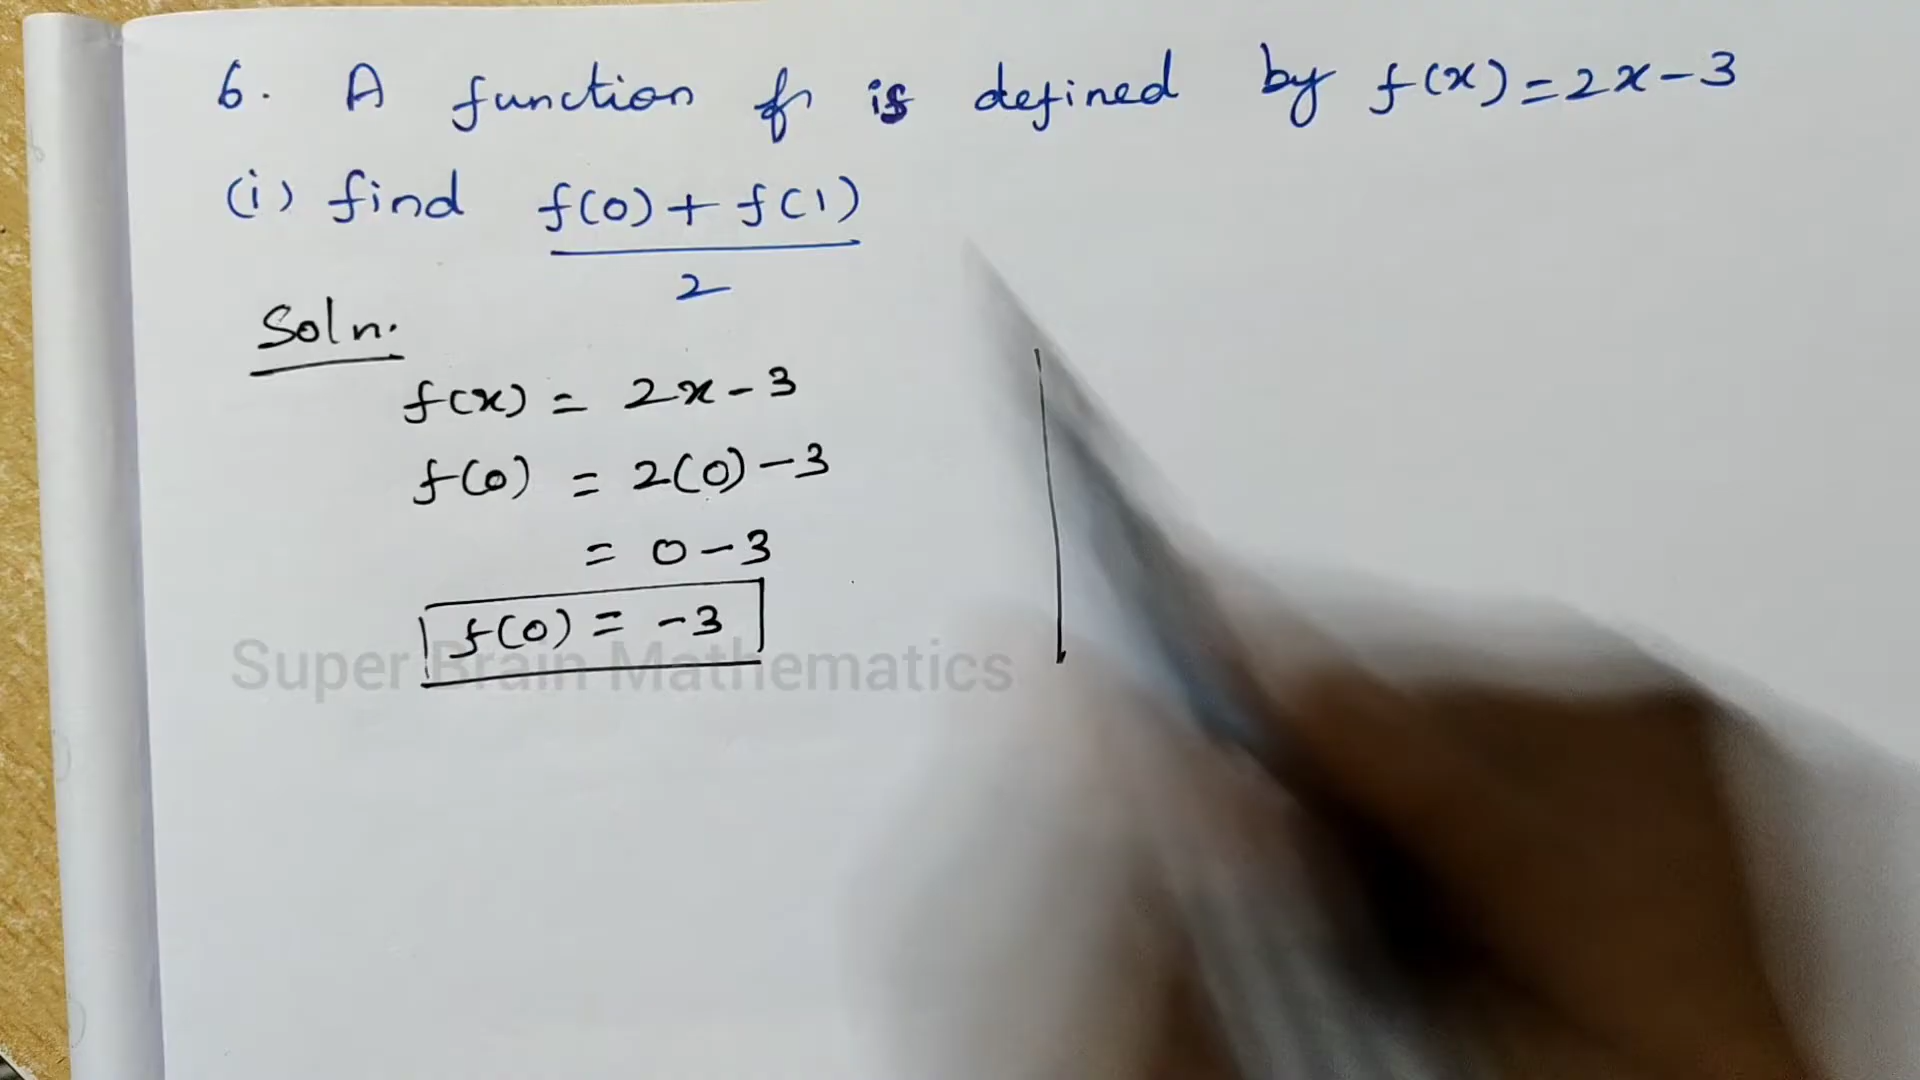 6. A function f is defined by f(x)=2x-3
(i) find f(0)+f(1)
2
Soln.
f(x) = 2x-3
f(0) = 2(0)-3
= 0-3
f(0) = -3
Super Brain Mathematics